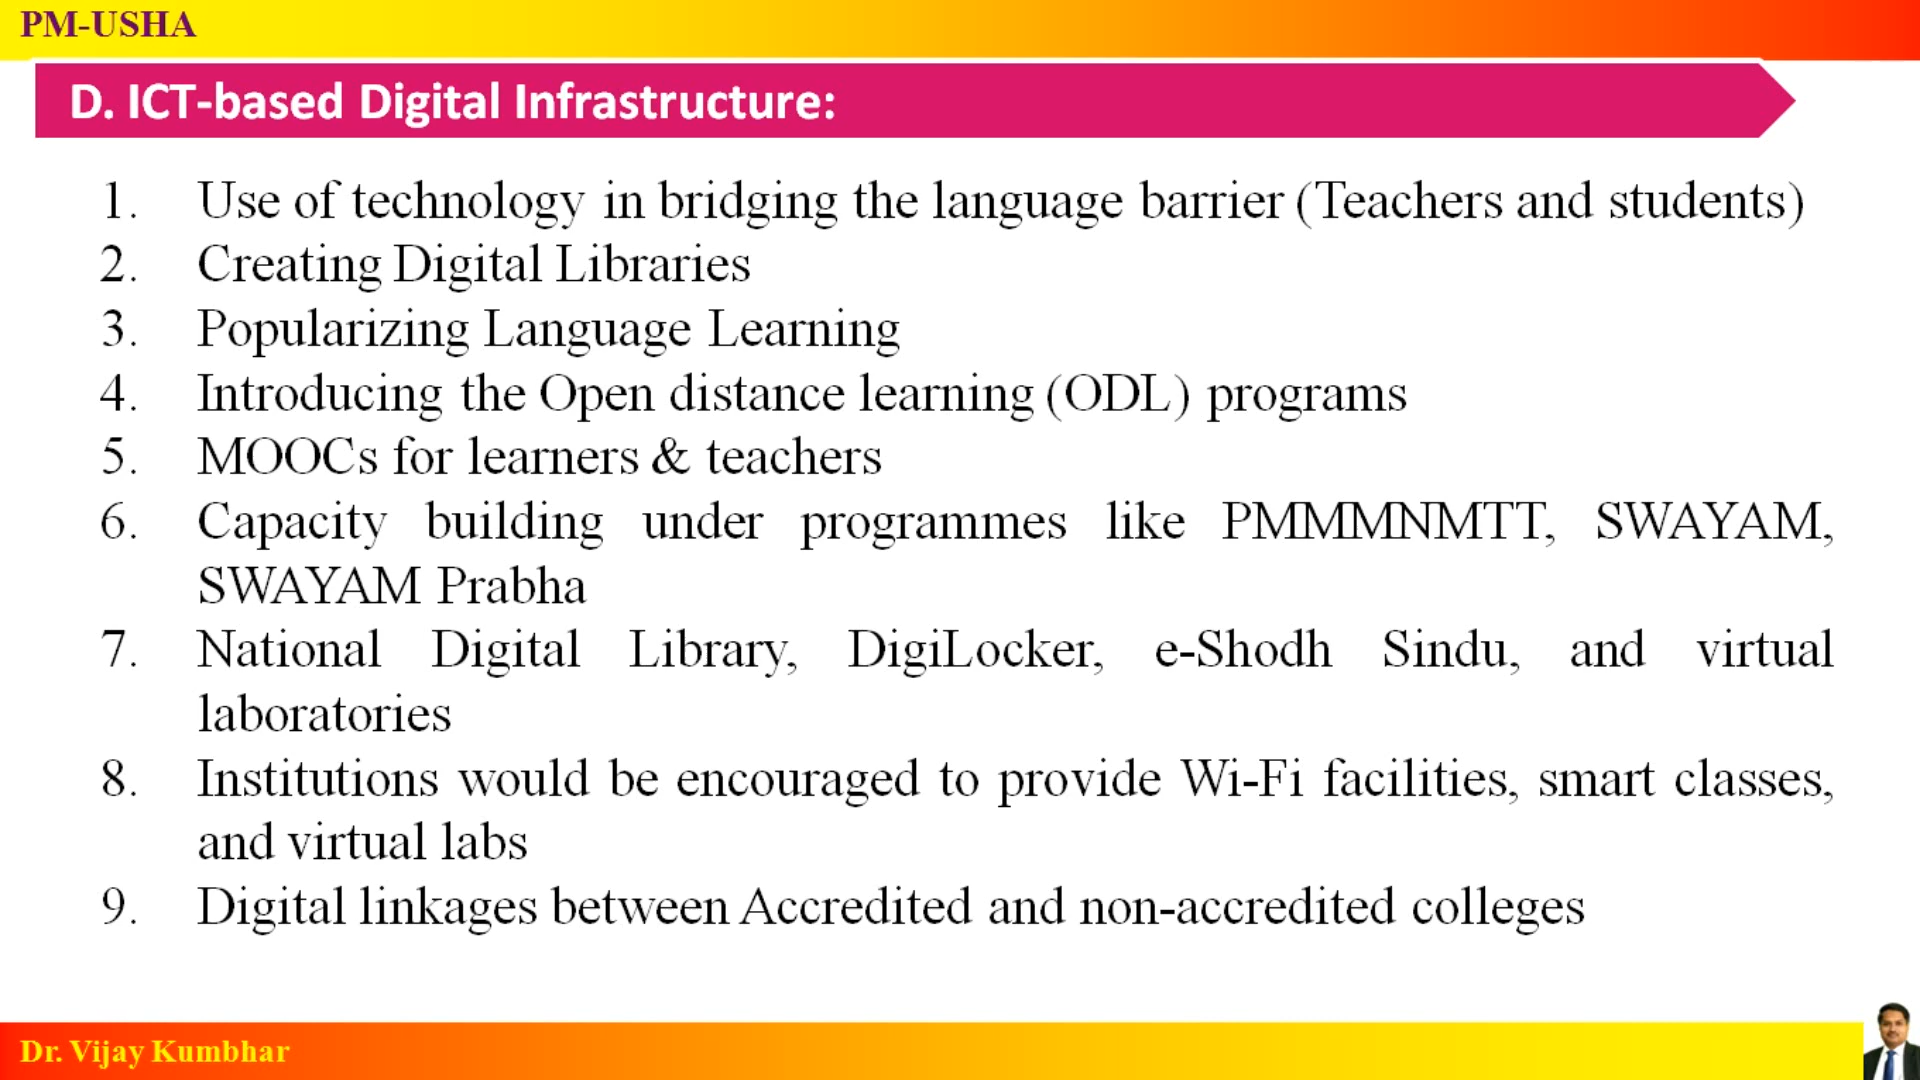 PM-USHA
D. ICT-based Digital Infrastructure:
1. Use of technology in bridging the language barrier (Teachers and students)
2. Creating Digital Libraries
3. Popularizing Language Learning
4. Introducing the Open distance learning (ODL) programs
5. MOOCs for learners & teachers
6. Capacity building under programmes like PMMMNMTT, SWAYAM,
SWAYAM Prabha
7. National Digital Library, DigiLocker, e-Shodh Sindu, and virtual
laboratories
8. Institutions would be encouraged to provide Wi-Fi facilities, smart classes,
and virtual labs
9. Digital linkages between Accredited and non-accredited colleges
Dr. Vijay Kumbhar